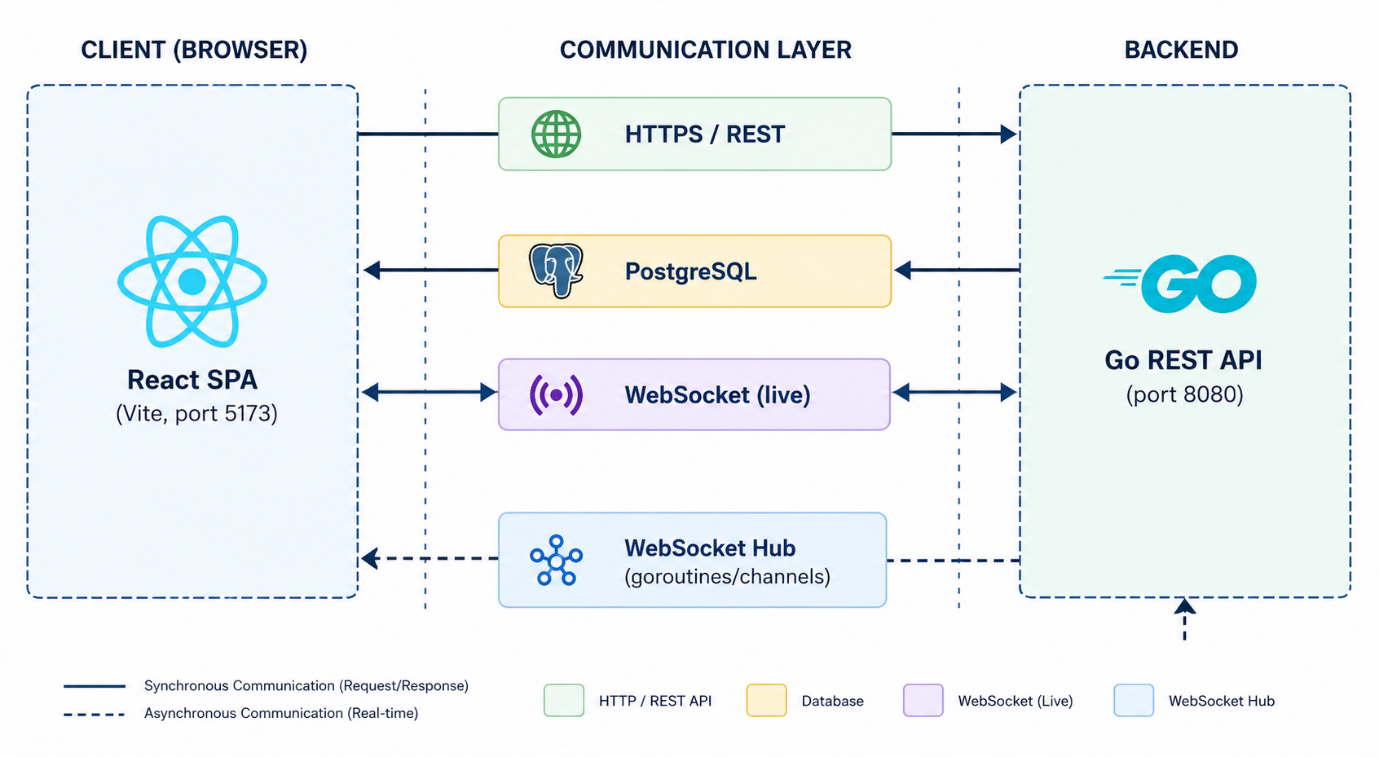 CLIENT (BROWSER)
COMMUNICATION LAYER
BACKEND
HTTPS / REST
PostgreSQL
GO
React SPA
(Vite, port 5173)
WebSocket (live)
Go REST API
(port 8080)
WebSocket Hub
(goroutines/channels)
Synchronous Communication (Request/Response)
Asynchronous Communication (Real-time)
HTTP / REST API
Database
WebSocket (Live)
WebSocket Hub